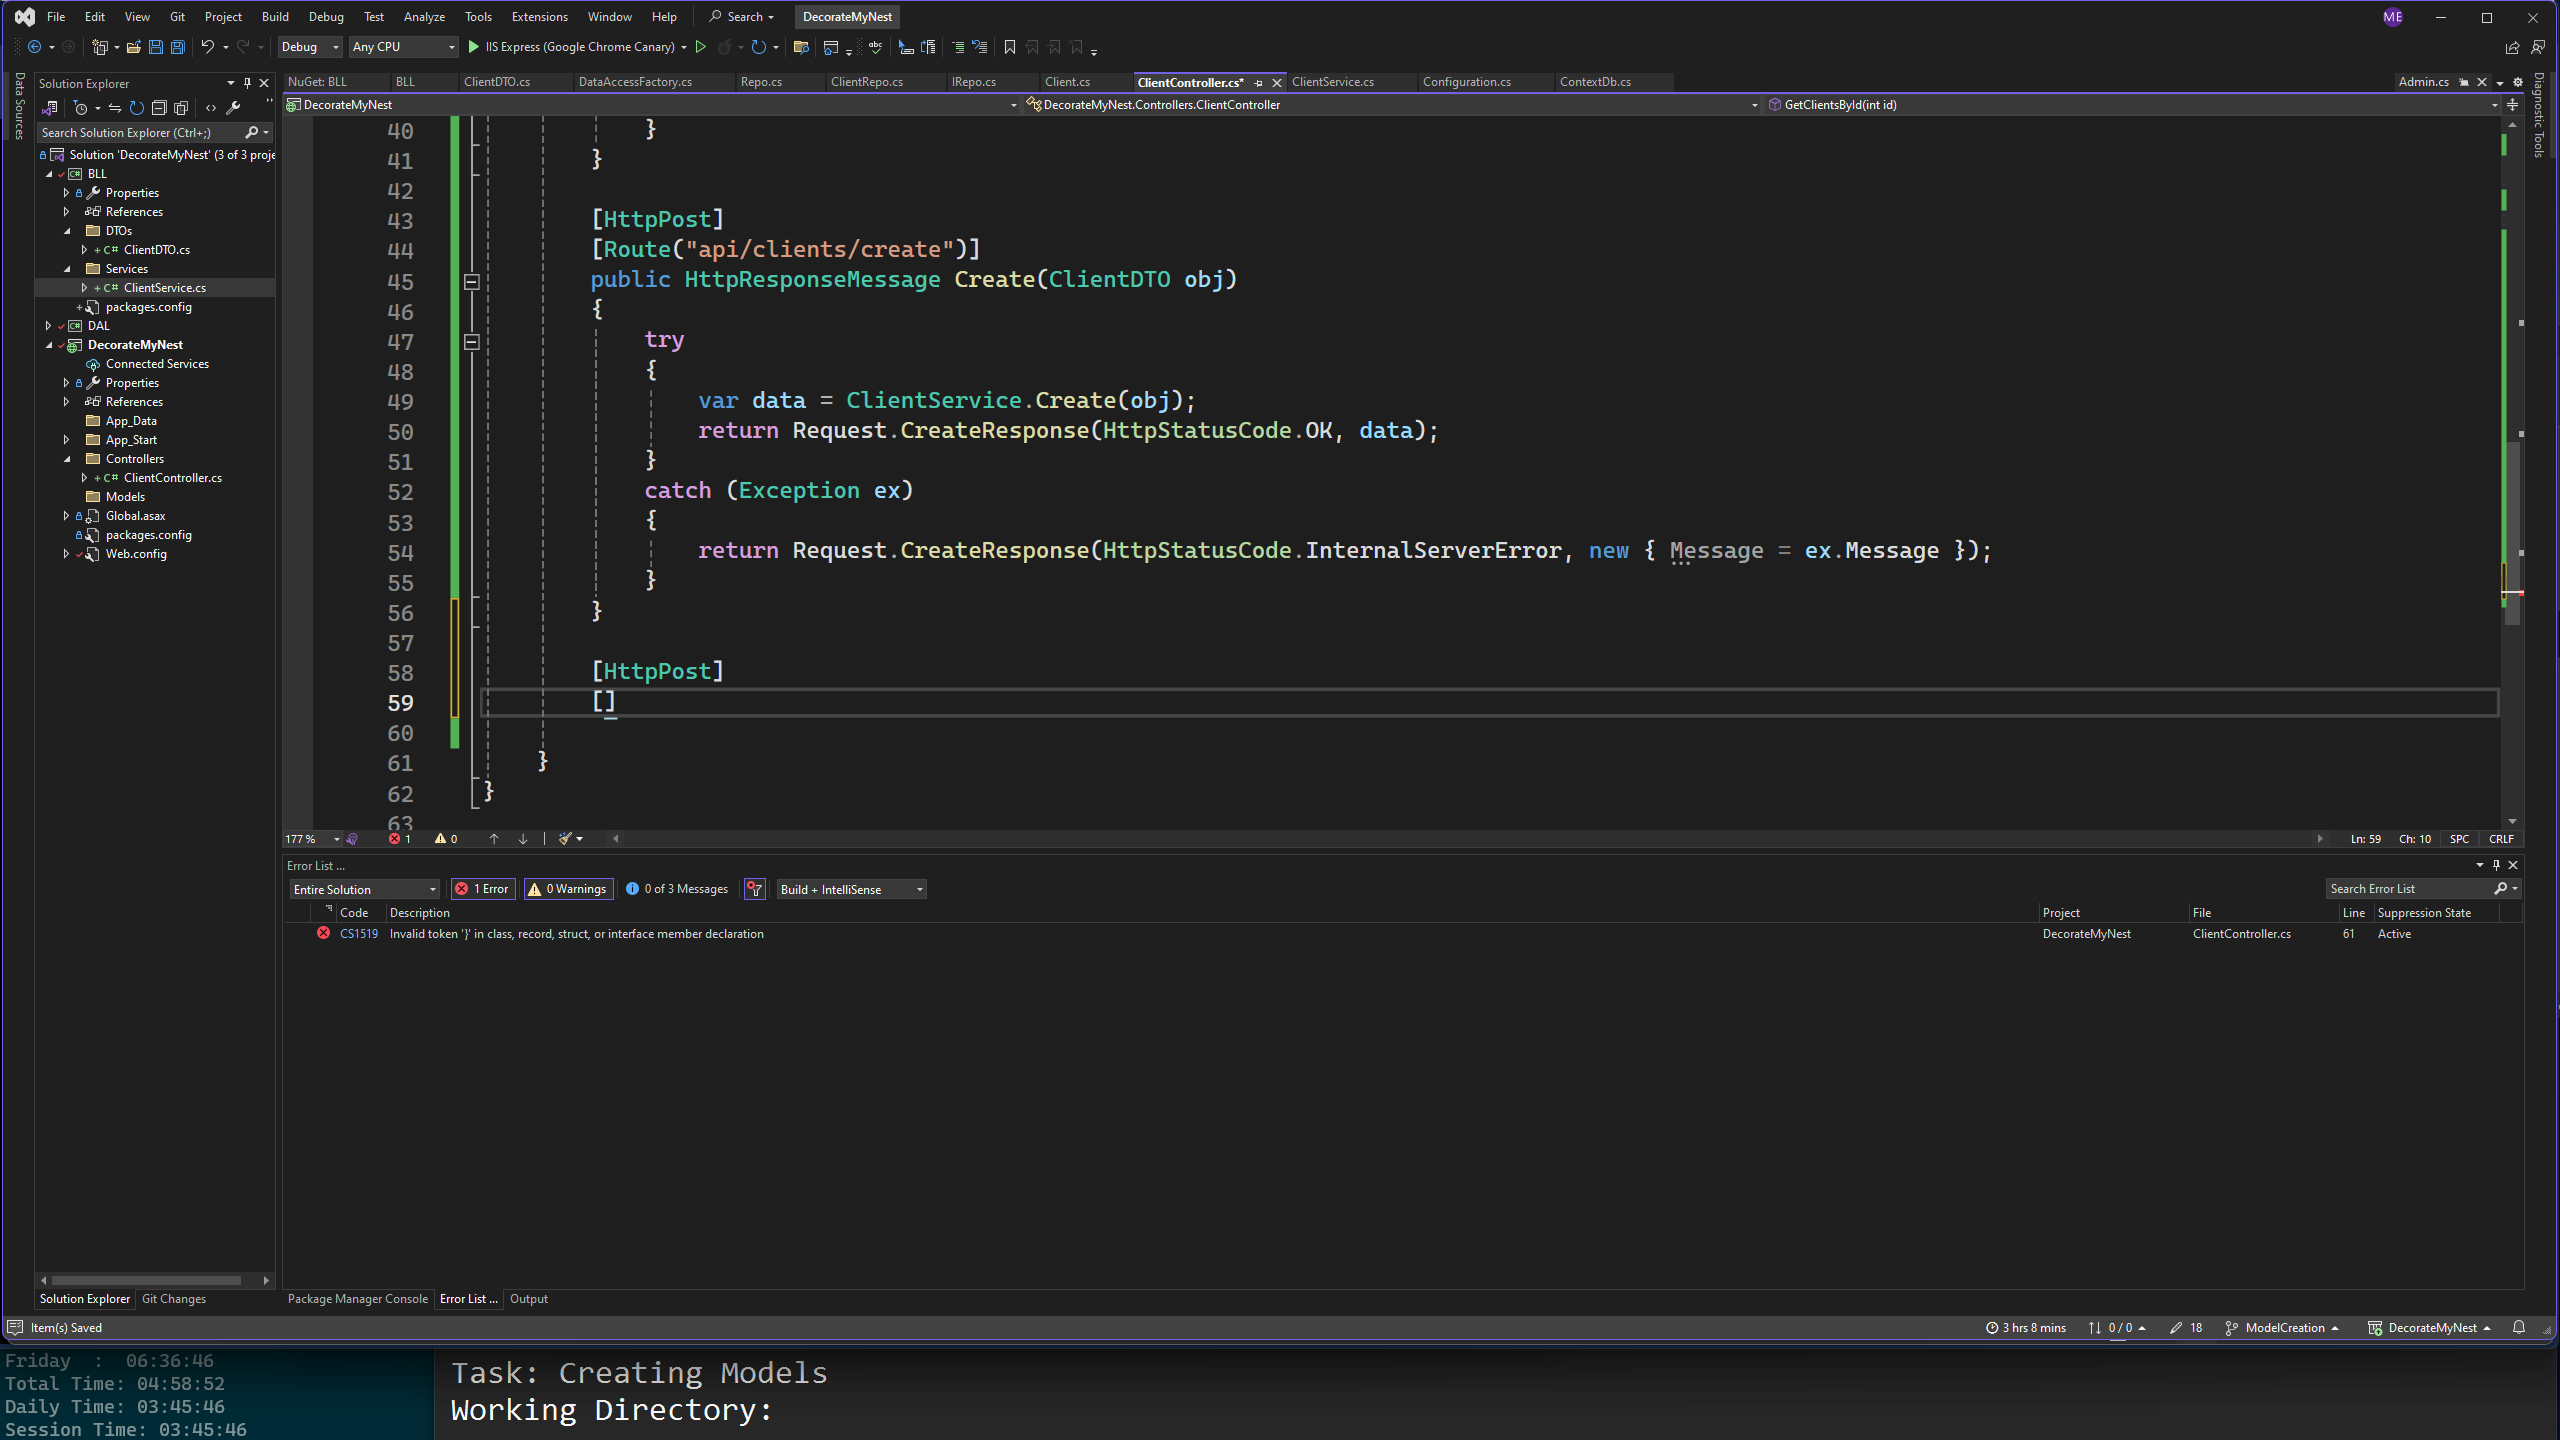 File Edit View Git Project Build Debug Test Analyze Tools Extensions Window Help Search DecorateMyNest ME
Debug Any CPU IIS Express (Google Chrome Canary)
Data Sources
Solution Explorer
Search Solution Explorer (Ctrl+;)
Solution 'DecorateMyNest' (3 of 3 proje
BLL
Properties
References
DTOs
C# ClientDTO.cs
Services
C# ClientService.cs
packages.config
DAL
DecorateMyNest
Connected Services
Properties
References
App_Data
App_Start
Controllers
C# ClientController.cs
Models
Global.asax
packages.config
Web.config
Solution Explorer Git Changes
NuGet: BLL BLL ClientDTO.cs DataAccessFactory.cs Repo.cs ClientRepo.cs IRepo.cs Client.cs ClientController.cs* ClientService.cs Configuration.cs ContextDb.cs Admin.cs
DecorateMyNest DecorateMyNest.Controllers.ClientController GetClientsById(int id)
Diagnostic Tools
40 }
41 }
42
43 [HttpPost]
44 [Route("api/clients/create")]
45 public HttpResponseMessage Create(ClientDTO obj)
46 {
47 try
48 {
49 var data = ClientService.Create(obj);
50 return Request.CreateResponse(HttpStatusCode.OK, data);
51 }
52 catch (Exception ex)
53 {
54 return Request.CreateResponse(HttpStatusCode.InternalServerError, new { Message = ex.Message });
55 }
56 }
57
58 [HttpPost]
59 []
60
61 }
62 }
63
177 % 1 0 Ln: 59 Ch: 10 SPC CRLF
Error List ...
Entire Solution 1 Error 0 Warnings 0 of 3 Messages Build + IntelliSense Search Error List
Code Description Project File Line Suppression State
CS1519 Invalid token '}' in class, record, struct, or interface member declaration DecorateMyNest ClientController.cs 61 Active
Package Manager Console Error List ... Output
Item(s) Saved 3 hrs 8 mins 0 / 0 18 ModelCreation DecorateMyNest
Friday : 06:36:46
Total Time: 04:58:52
Daily Time: 03:45:46
Session Time: 03:45:46
Task: Creating Models
Working Directory: